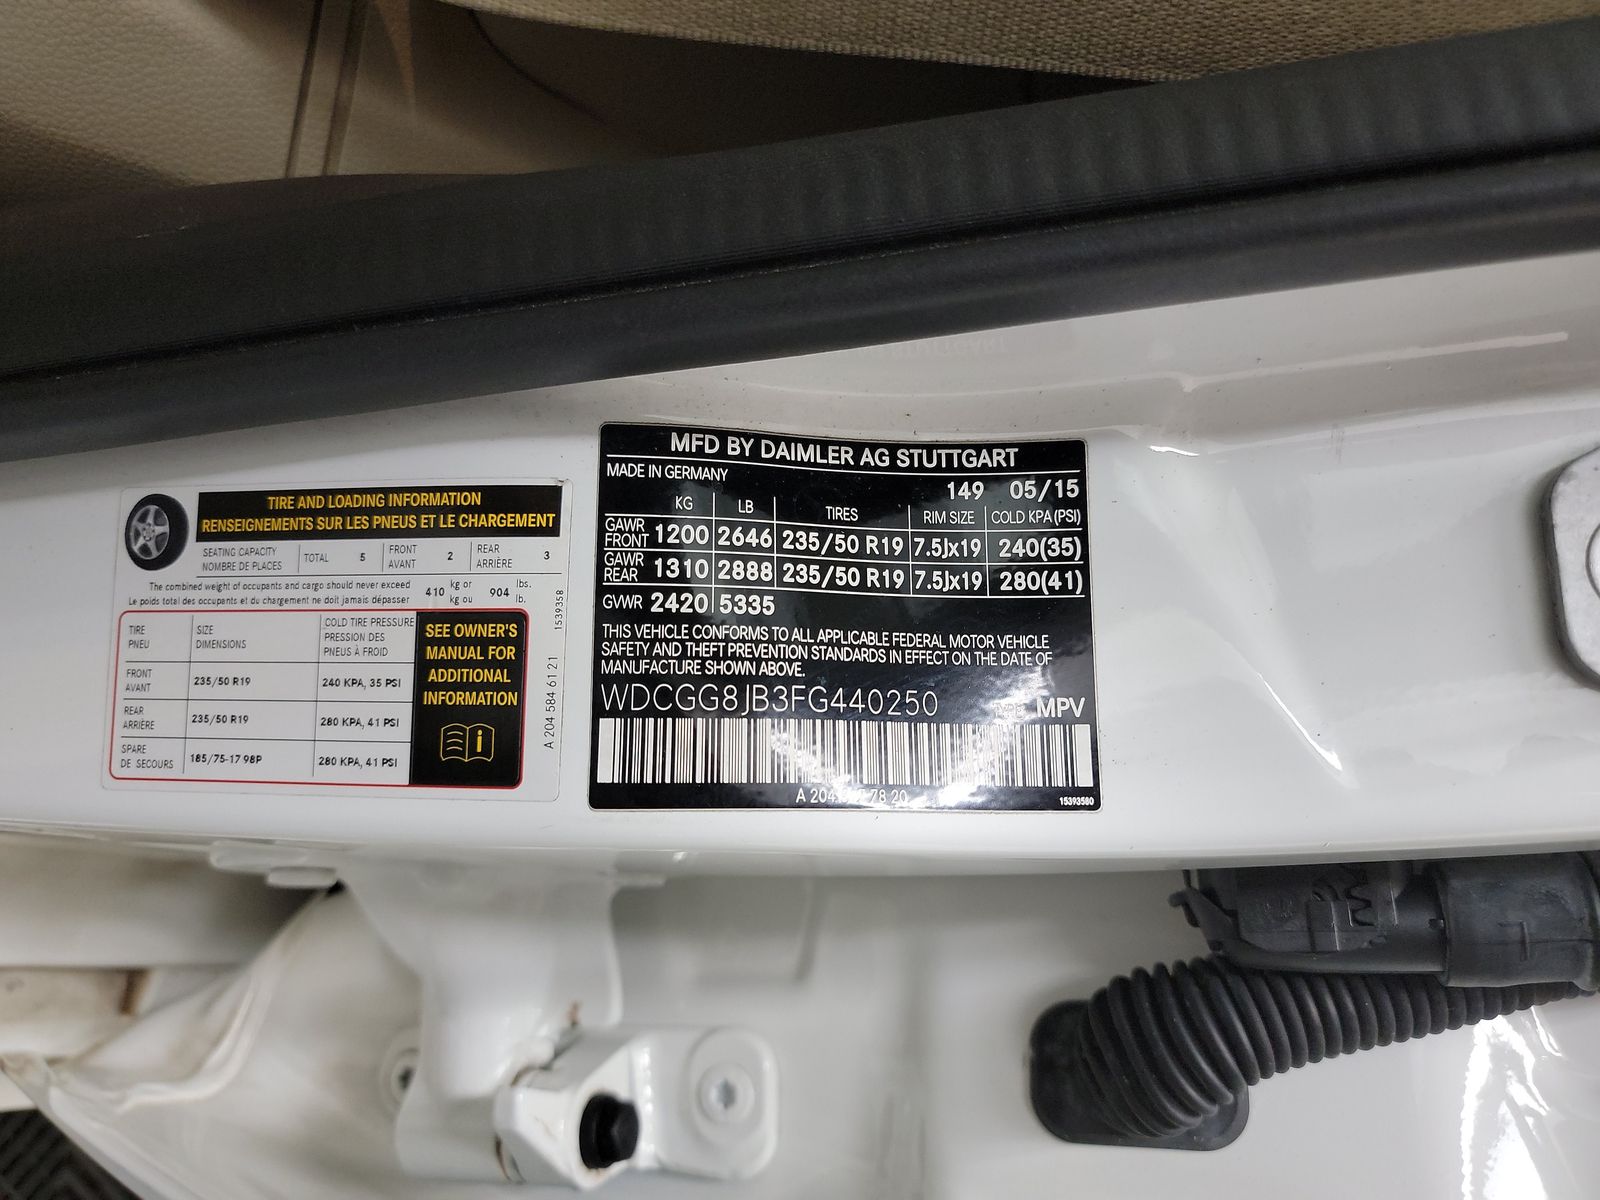 TIRE AND LOADING INFORMATION
RENSEIGNEMENTS SUR LES PNEUS ET LE CHARGEMENT
SEATING CAPACITY
NOMBRE DE PLACES
TOTAL 5
FRONT
AVANT
2
REAR
ARRIÈRE
3
The combined weight of occupants and cargo should never exceed
Le poids total des occupants et du chargement ne doit jamais dépasser
410 kg or
kg ou
904 lbs.
lb.
TIRE
PNEU
SIZE
DIMENSIONS
COLD TIRE PRESSURE
PRESSION DES
PNEUS À FROID
FRONT
AVANT
235/50 R19
240 KPA, 35 PSI
REAR
ARRIÈRE
235/50 R19
280 KPA, 41 PSI
SPARE
DE SECOURS
185/75-17 98P
280 KPA, 41 PSI
SEE OWNER'S
MANUAL FOR
ADDITIONAL
INFORMATION
1539358
A 204 584 61 21
MFD BY DAIMLER AG STUTTGART
MADE IN GERMANY
149 05/15
KG LB TIRES RIM SIZE COLD KPA(PSI)
GAWR
FRONT 1200 2646 235/50 R19 7.5Jx19 240(35)
GAWR
REAR 1310 2888 235/50 R19 7.5Jx19 280(41)
GVWR 2420 5335
THIS VEHICLE CONFORMS TO ALL APPLICABLE FEDERAL MOTOR VEHICLE
SAFETY AND THEFT PREVENTION STANDARDS IN EFFECT ON THE DATE OF
MANUFACTURE SHOWN ABOVE.
WDCGG8JB3FG440250 TYPE: MPV
A 204 78 20
15393580